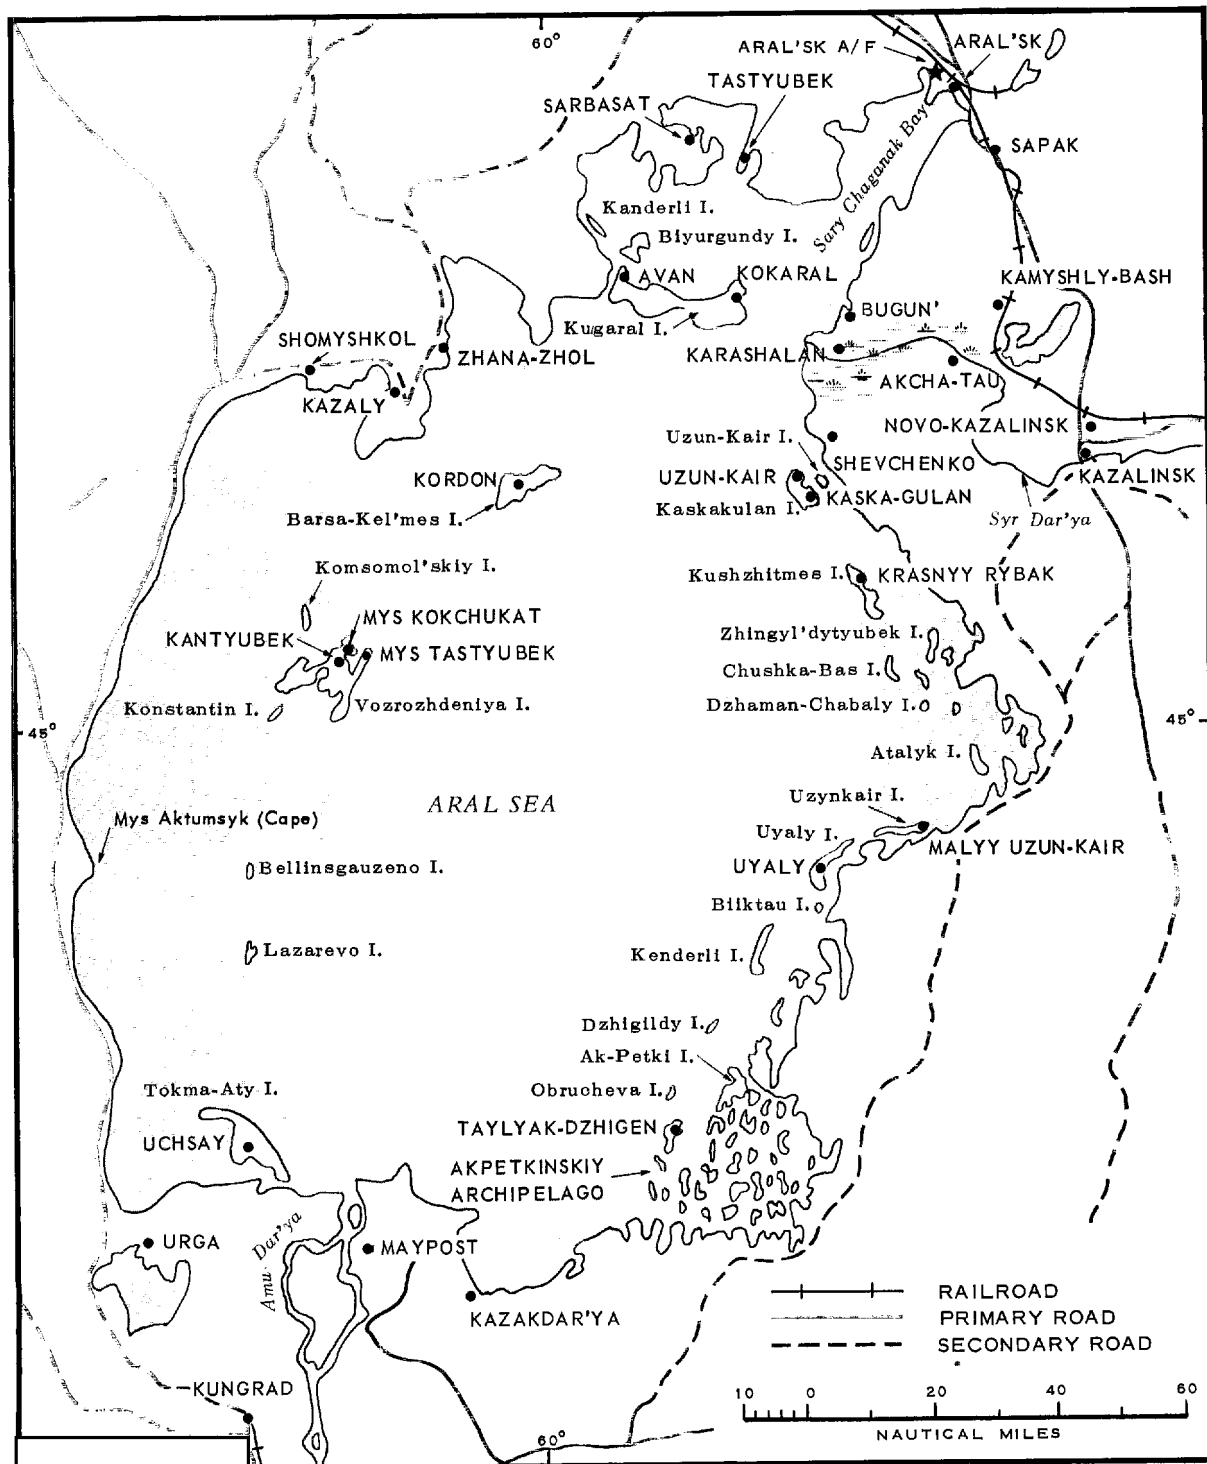 60°
ARAL'SK A/F
ARAL'SK
TASTYUBEK
SARBASAT
SAPAK
Sary Chaganak Bay
Kanderli I.
Biyurgundy I.
AVAN
KOKARAL
KAMYSHLY-BASH
Kugaral I.
BUGUN'
SHOMYSHKOL
ZHANA-ZHOL
KARASHALAN
AKCHA-TAU
KAZALY
NOVO-KAZALINSK
Uzun-Kair I.
SHEVCHENKO
KORDON
UZUN-KAIR
KAZALINSK
KASKA-GULAN
Barsa-Kel'mes I.
Kaskakulan I.
Syr Dar'ya
Komsomol'skiy I.
Kushzhitmes I.
KRASNYY RYBAK
MYS KOKCHUKAT
KANTYUBEK
Zhingyl'dytyubek I.
MYS TASTYUBEK
Chushka-Bas I.
Konstantin I.
Vozrozhdeniya I.
Dzhaman-Chabaly I.
45°
45°
Atalyk I.
ARAL SEA
Uzynkair I.
Mys Aktumsyk (Cape)
Uyaly I.
MALYY UZUN-KAIR
Bellinsgauzeno I.
UYALY
Biiktau I.
Lazarevo I.
Kenderli I.
Dzhigildy I.
Ak-Petki I.
Tokma-Aty I.
Obrucheva I.
UCHSAY
TAYLYAK-DZHIGEN
AKPETKINSKIY
ARCHIPELAGO
Amu Dar'ya
URGA
MAYPOST
KAZAKDAR'YA
RAILROAD
PRIMARY ROAD
SECONDARY ROAD
KUNGRAD
10 0 20 40 60
NAUTICAL MILES
60°